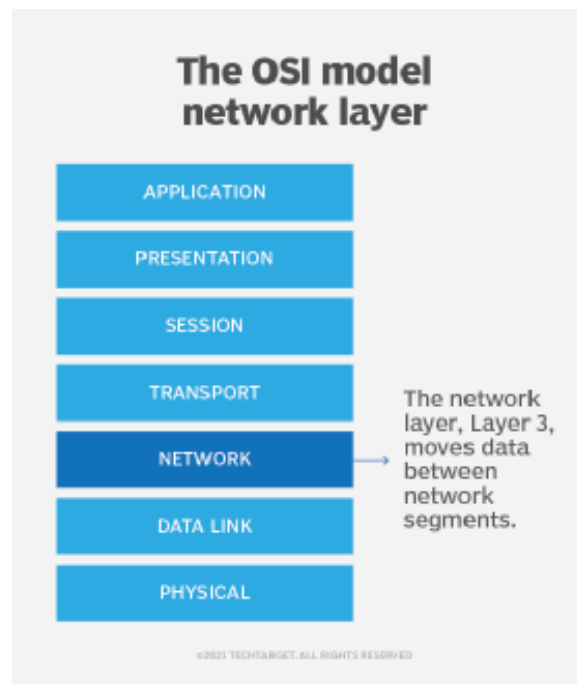 The OSI model
network layer
APPLICATION
PRESENTATION
SESSION
TRANSPORT
NETWORK
The network
layer, Layer 3,
moves data
between
network
segments.
DATA LINK
PHYSICAL
©2021 TECHTARGET. ALL RIGHTS RESERVED